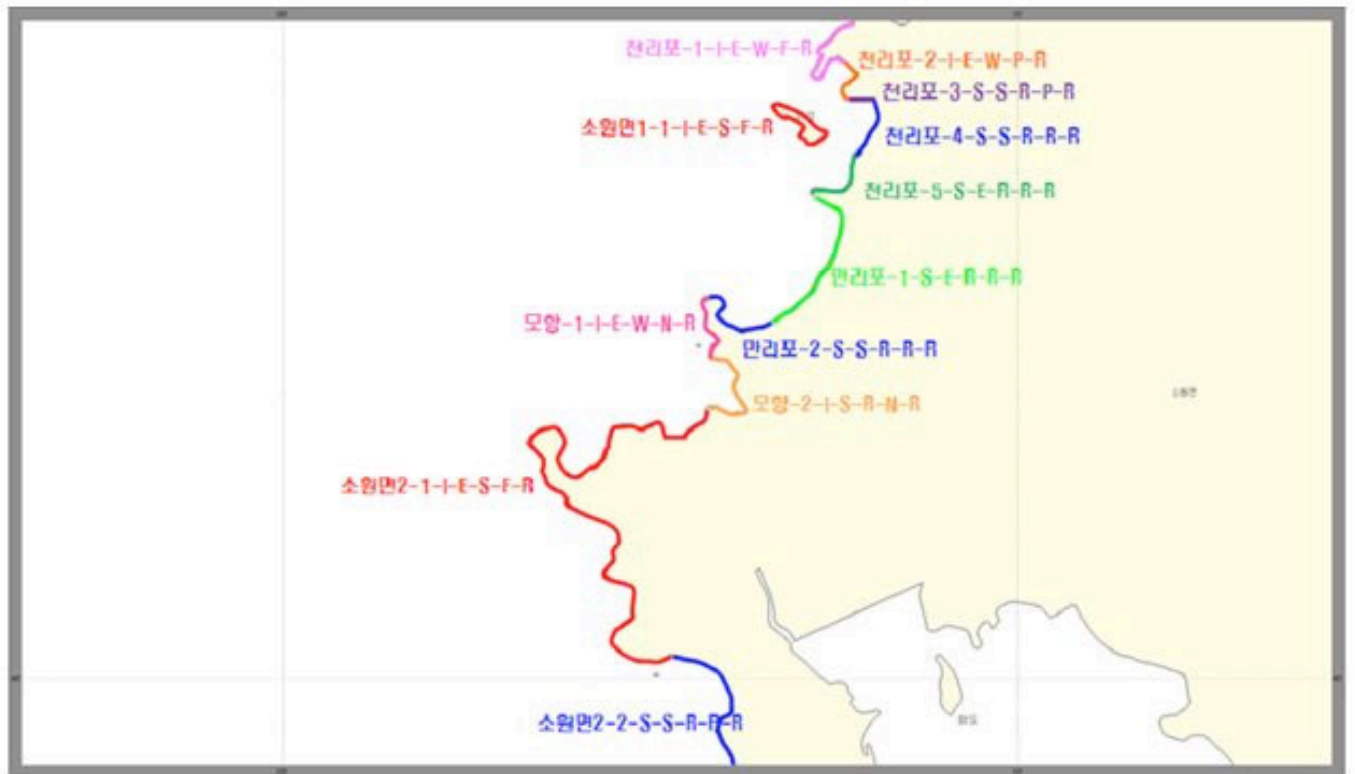 천리포-1-I-E-W-F-R
천리포-2-I-E-W-P-R
천리포-3-S-S-R-P-R
소원면1-1-I-E-S-F-R
천리포-4-S-S-R-R-R
천리포-5-S-E-R-R-R
만리포-1-S-E-R-R-R
모항-1-I-E-W-N-R
만리포-2-S-S-R-R-R
모항-2-I-S-R-N-R
소원면2-1-I-E-S-F-R
소원면2-2-S-S-R-R-R